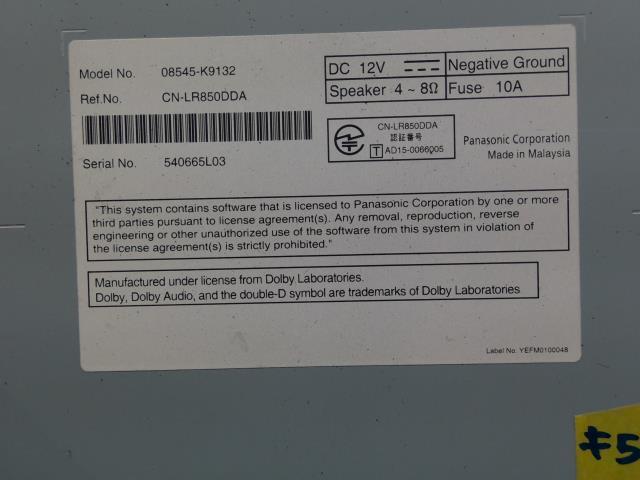 Model No. 08545-K9132
Ref.No. CN-LR850DDA
Serial No. 540665L03
DC 12V Negative Ground
Speaker 4 ~ 8Ω Fuse 10A
CN-LR850DDA
認証番号
T AD15-0066005
Panasonic Corporation
Made in Malaysia
"This system contains software that is licensed to Panasonic Corporation by one or more
third parties pursuant to license agreement(s). Any removal, reproduction, reverse
engineering or other unauthorized use of the software from this system in violation of
the license agreement(s) is strictly prohibited."
Manufactured under license from Dolby Laboratories.
Dolby, Dolby Audio, and the double-D symbol are trademarks of Dolby Laboratories
Label No. YEFM0100048
キ5